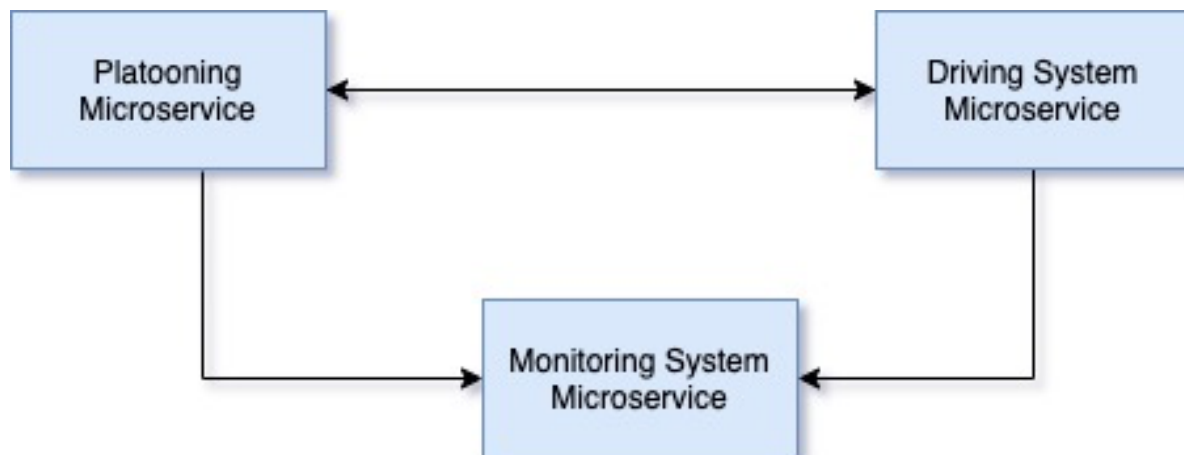 Platooning
Microservice
Driving System
Microservice
Monitoring System
Microservice